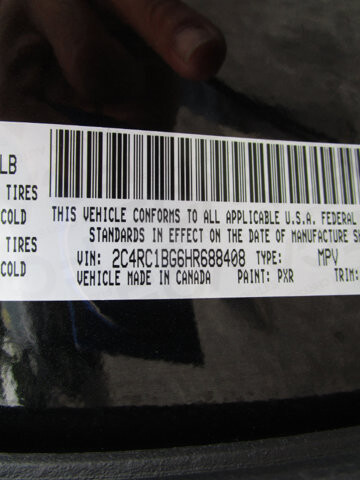 LB
TIRES
COLD
TIRES
COLD
THIS VEHICLE CONFORMS TO ALL APPLICABLE U.S.A. FEDERAL
STANDARDS IN EFFECT ON THE DATE OF MANUFACTURE SH
VIN: 2C4RC1BG6HR688408 TYPE: MPV
VEHICLE MADE IN CANADA PAINT: PXR TRIM: